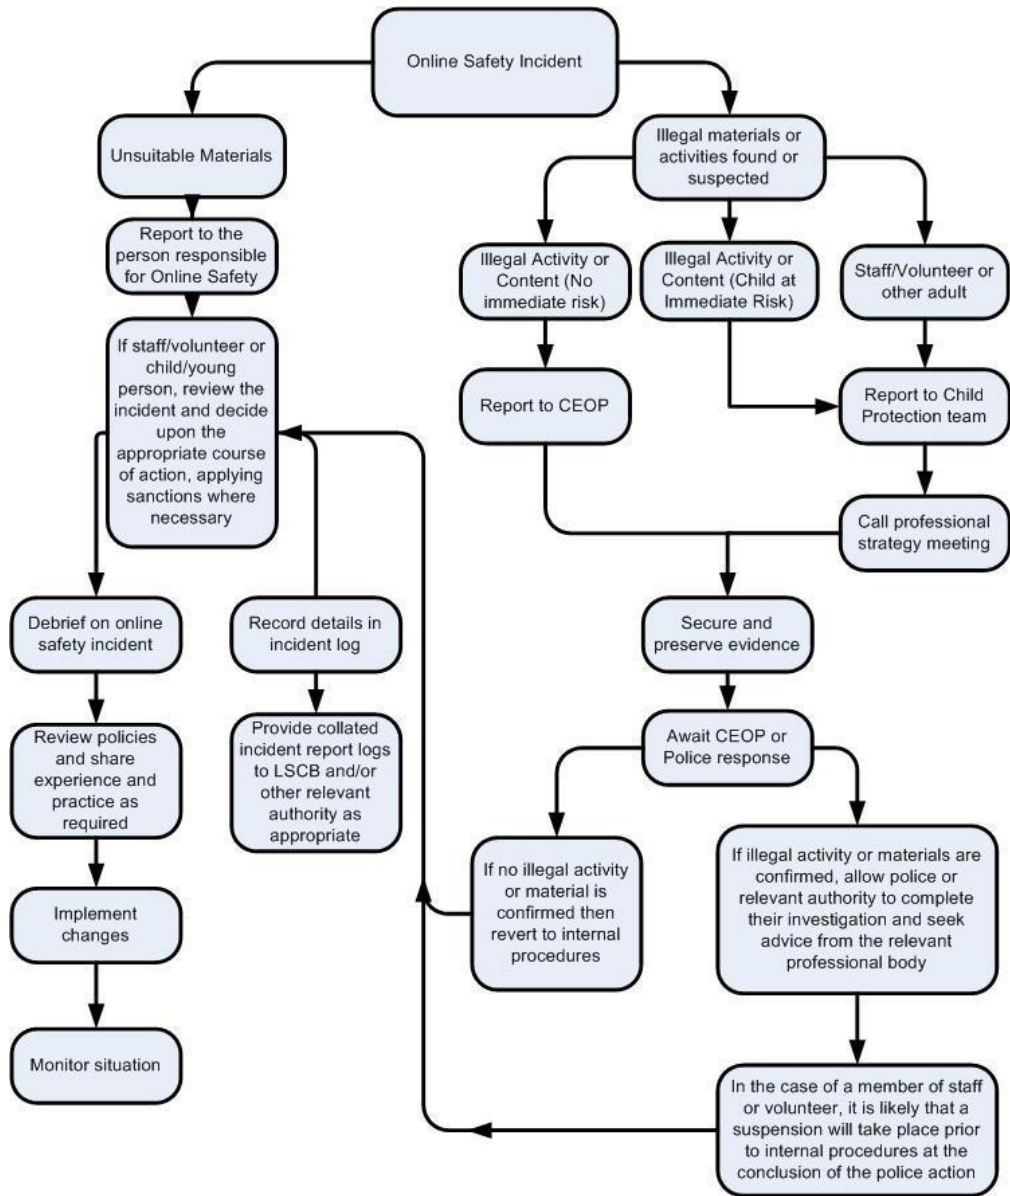 Online Safety Incident
Unsuitable Materials
Illegal materials or
activities found or
suspected
Report to the
person responsible
for Online Safety
Illegal Activity or
Content (No
immediate risk)
Illegal Activity or
Content (Child at
Immediate Risk)
Staff/Volunteer or
other adult
If staff/volunteer or
child/young
person, review the
incident and decide
upon the
appropriate course
of action, applying
sanctions where
necessary
Report to CEOP
Report to Child
Protection team
Call professional
strategy meeting
Debrief on online
safety incident
Record details in
incident log
Secure and
preserve evidence
Review policies
and share
experience and
practice as
required
Provide collated
incident report logs
to LSCB and/or
other relevant
authority as
appropriate
Await CEOP or
Police response
If no illegal activity
or material is
confirmed then
revert to internal
procedures
If illegal activity or materials are
confirmed, allow police or
relevant authority to complete
their investigation and seek
advice from the relevant
professional body
Implement
changes
Monitor situation
In the case of a member of staff
or volunteer, it is likely that a
suspension will take place prior
to internal procedures at the
conclusion of the police action